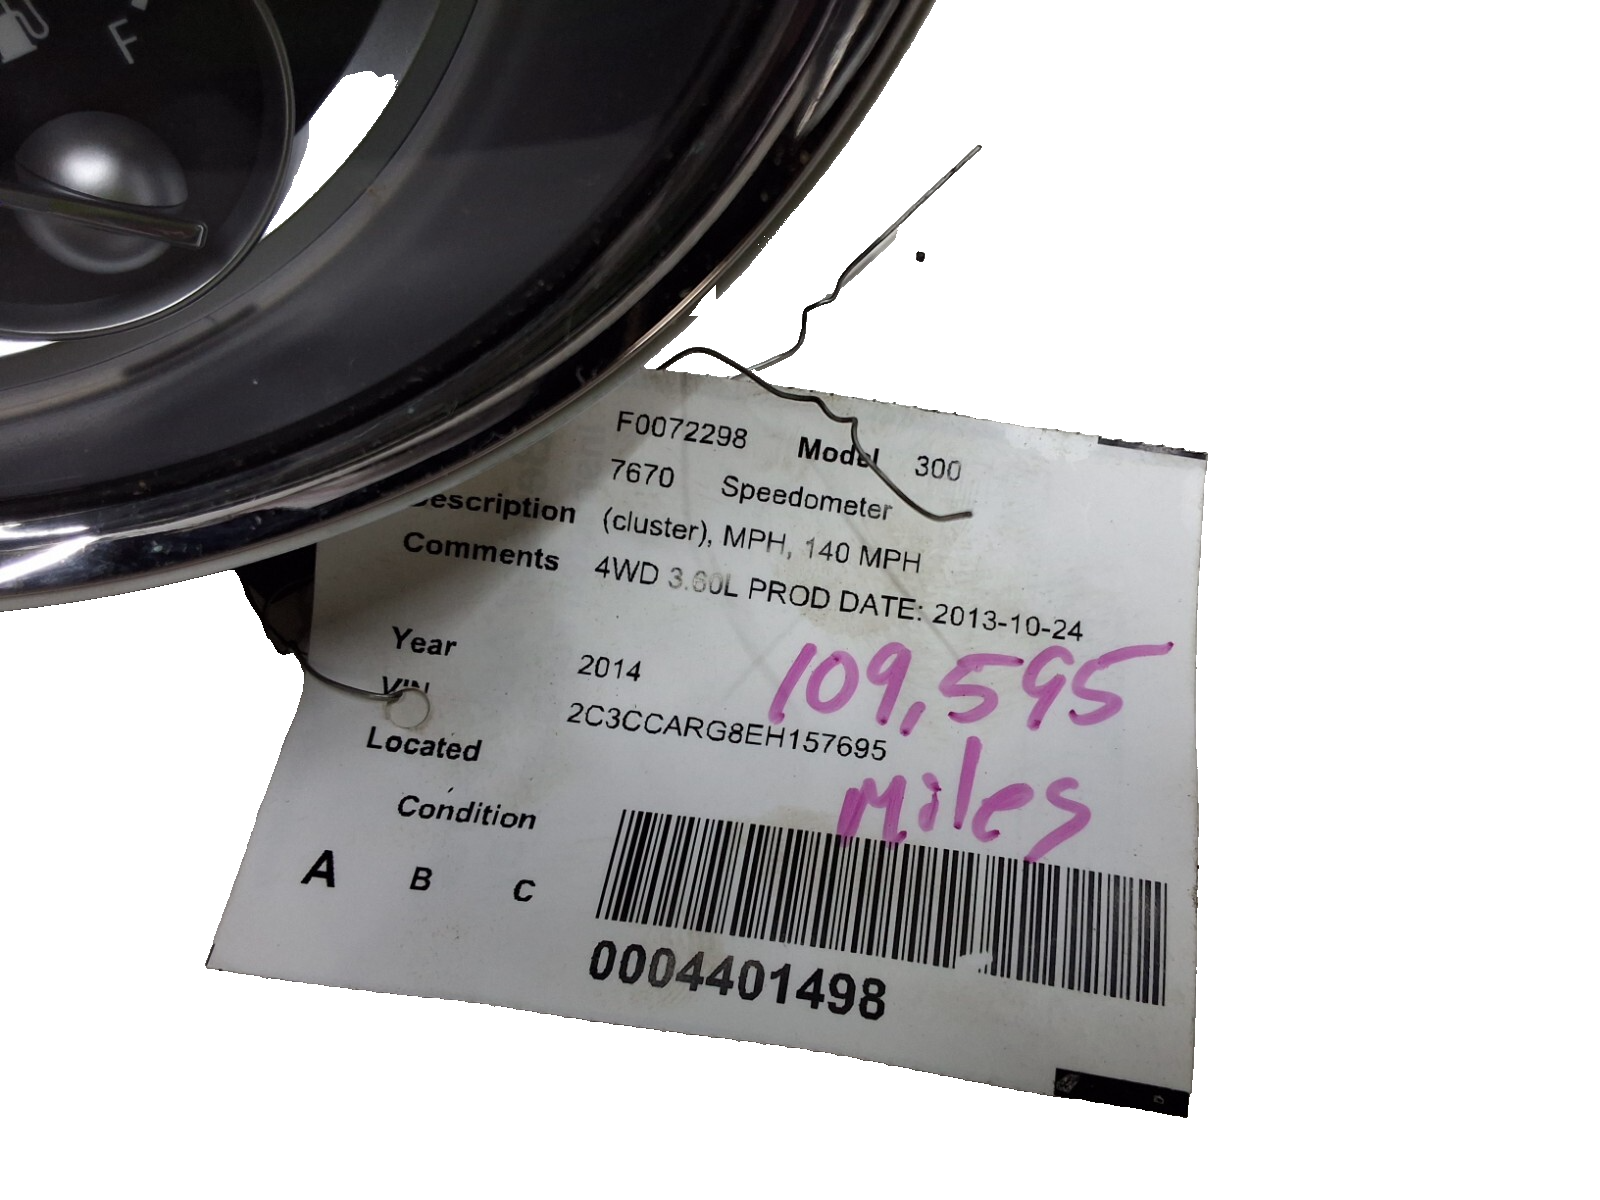 F
F0072298 Model 300
7670 Speedometer
Description (cluster), MPH, 140 MPH
Comments 4WD 3.60L PROD DATE: 2013-10-24
Year 2014
109,595
VIN 2C3CCARG8EH157695
Miles
Located
Condition
A B C
0004401498